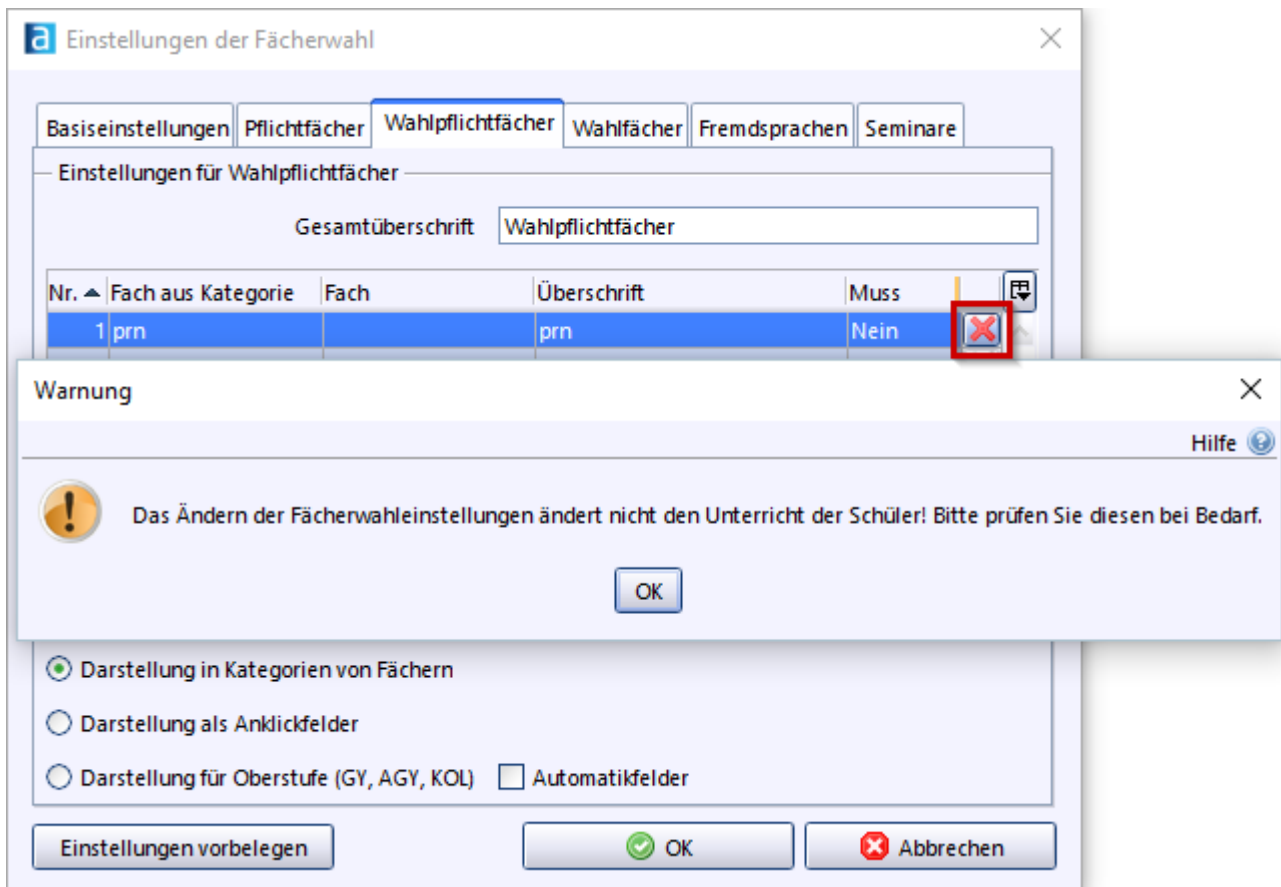 a Einstellungen der Fächerwahl
Basiseinstellungen Pflichtfächer Wahlpflichtfächer Wahlfächer Fremdsprachen Seminare
Einstellungen für Wahlpflichtfächer
Gesamtüberschrift Wahlpflichtfächer
Nr. Fach aus Kategorie Fach Überschrift Muss
1 prn prn Nein
Warnung
Hilfe ?
! Das Ändern der Fächerwahleinstellungen ändert nicht den Unterricht der Schüler! Bitte prüfen Sie diesen bei Bedarf.
OK
Darstellung in Kategorien von Fächern
Darstellung als Anklickfelder
Darstellung für Oberstufe (GY, AGY, KOL) Automatikfelder
Einstellungen vorbelegen OK Abbrechen